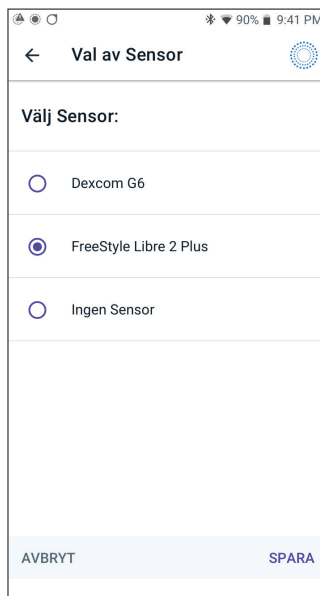 90% 9:41 PM
Val av Sensor
Välj Sensor:
Dexcom G6
FreeStyle Libre 2 Plus
Ingen Sensor
AVBRYT SPARA